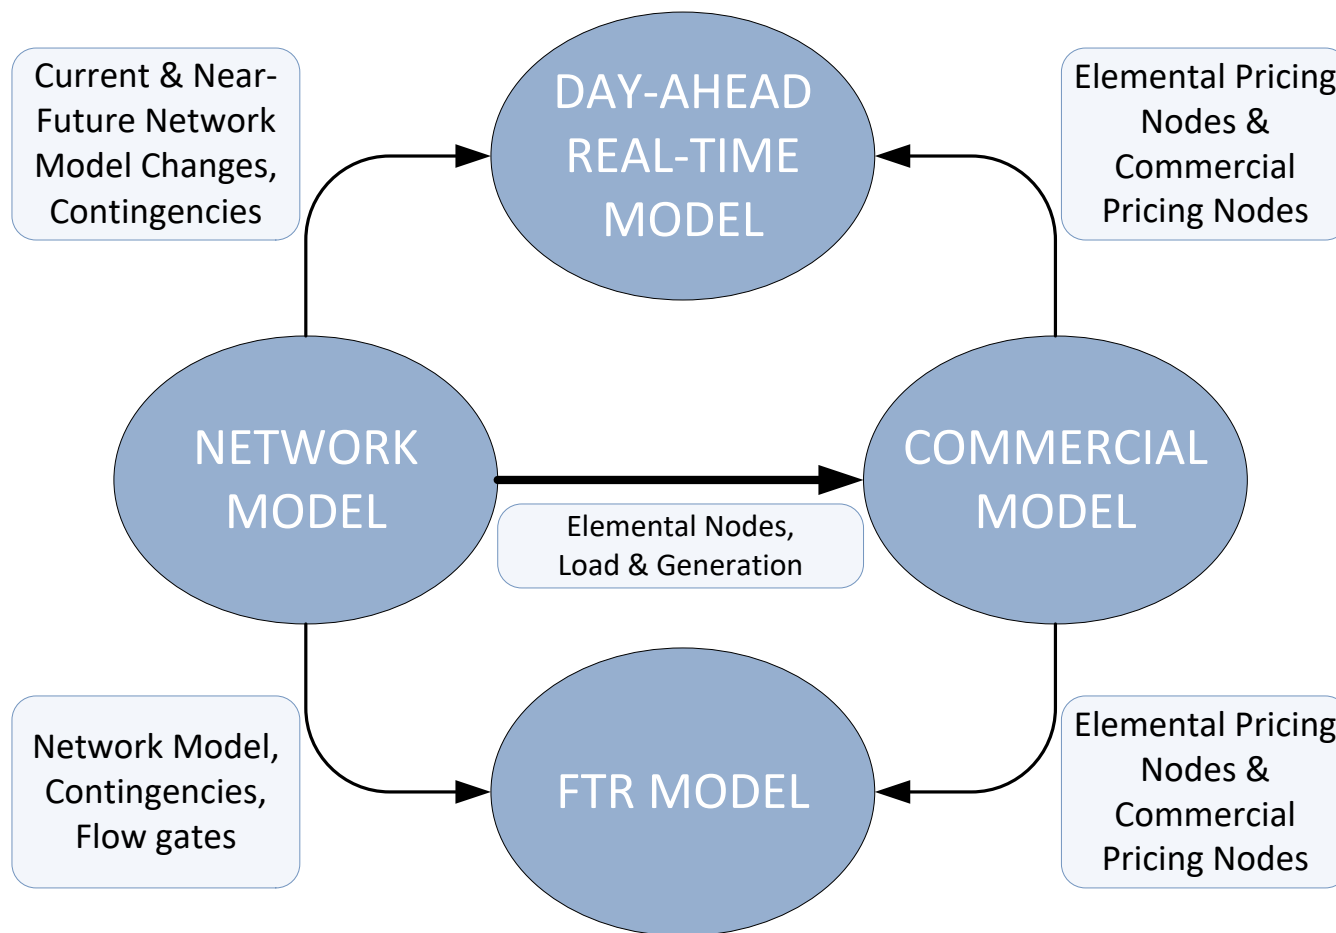 Current & Near-
Future Network
Model Changes,
Contingencies
DAY-AHEAD
REAL-TIME
MODEL
Elemental Pricing
Nodes &
Commercial
Pricing Nodes
NETWORK
MODEL
Elemental Nodes,
Load & Generation
COMMERCIAL
MODEL
Network Model,
Contingencies,
Flow gates
FTR MODEL
Elemental Pricing
Nodes &
Commercial
Pricing Nodes